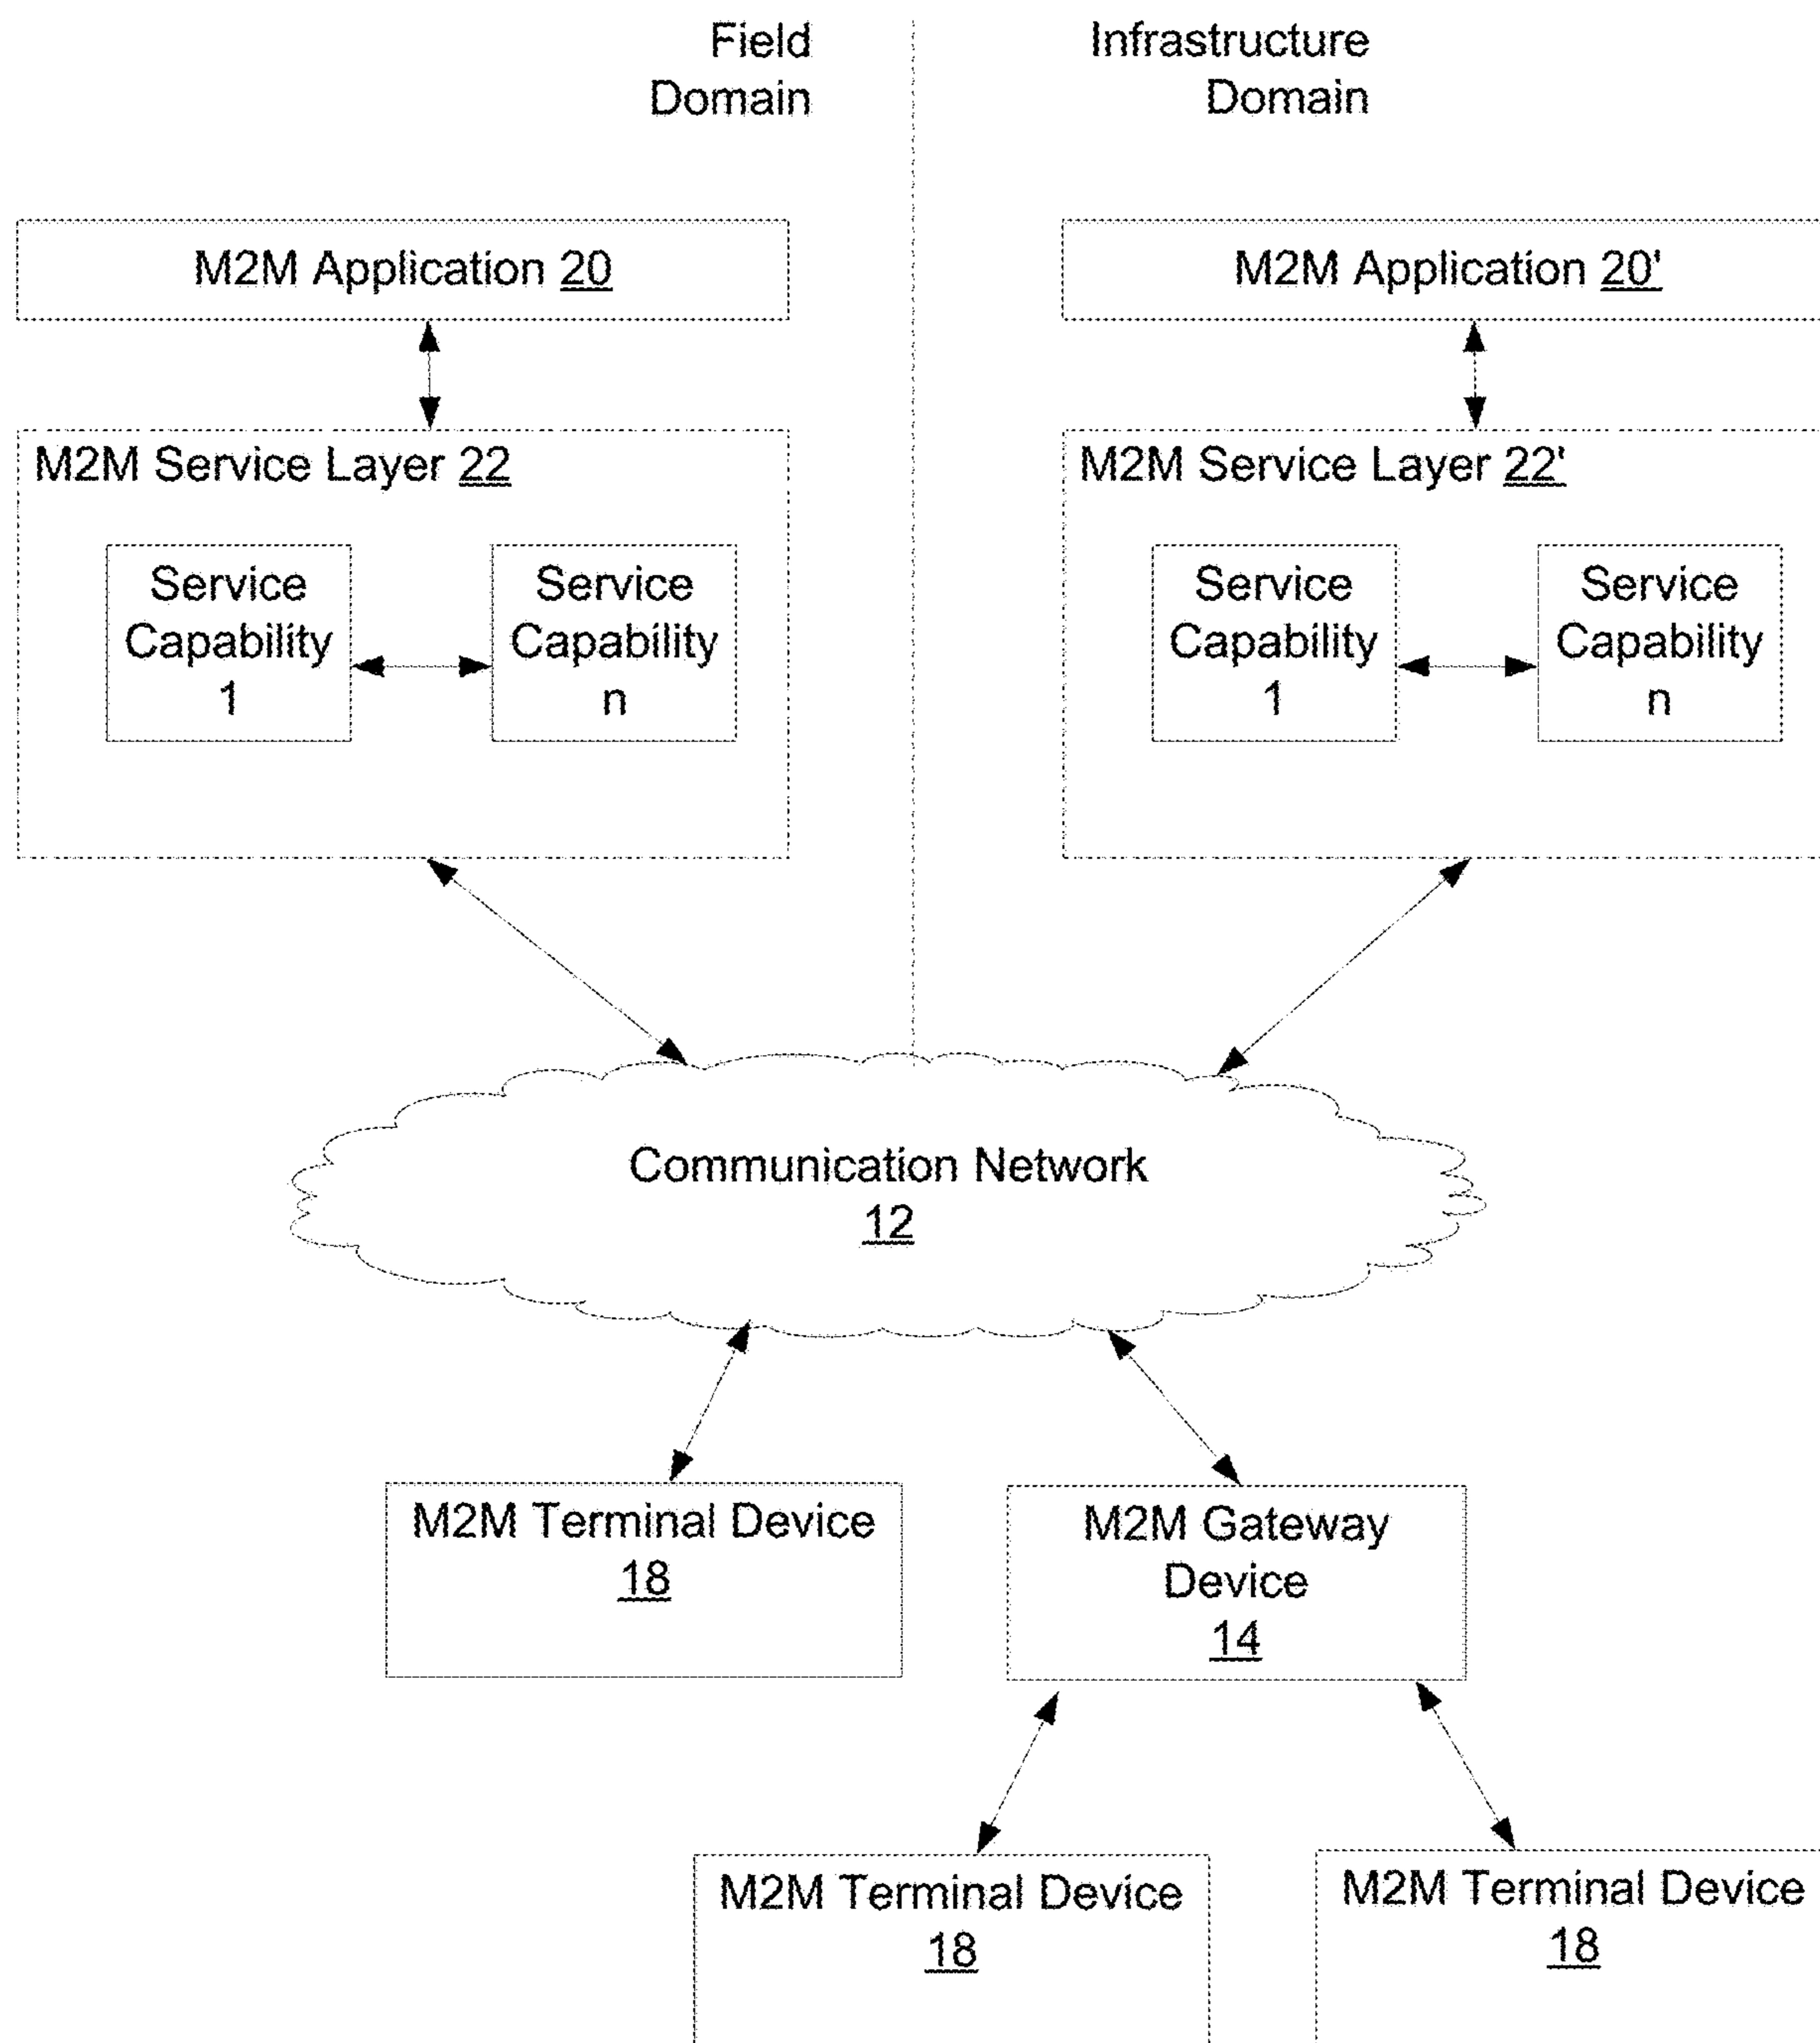 Field
Domain
Infrastructure
Domain
M2M Application 20
M2M Application 20'
M2M Service Layer 22
Service
Capability
1
Service
Capability
n
M2M Service Layer 22'
Service
Capability
1
Service
Capability
n
Communication Network
12
M2M Terminal Device
18
M2M Gateway
Device
14
M2M Terminal Device
18
M2M Terminal Device
18